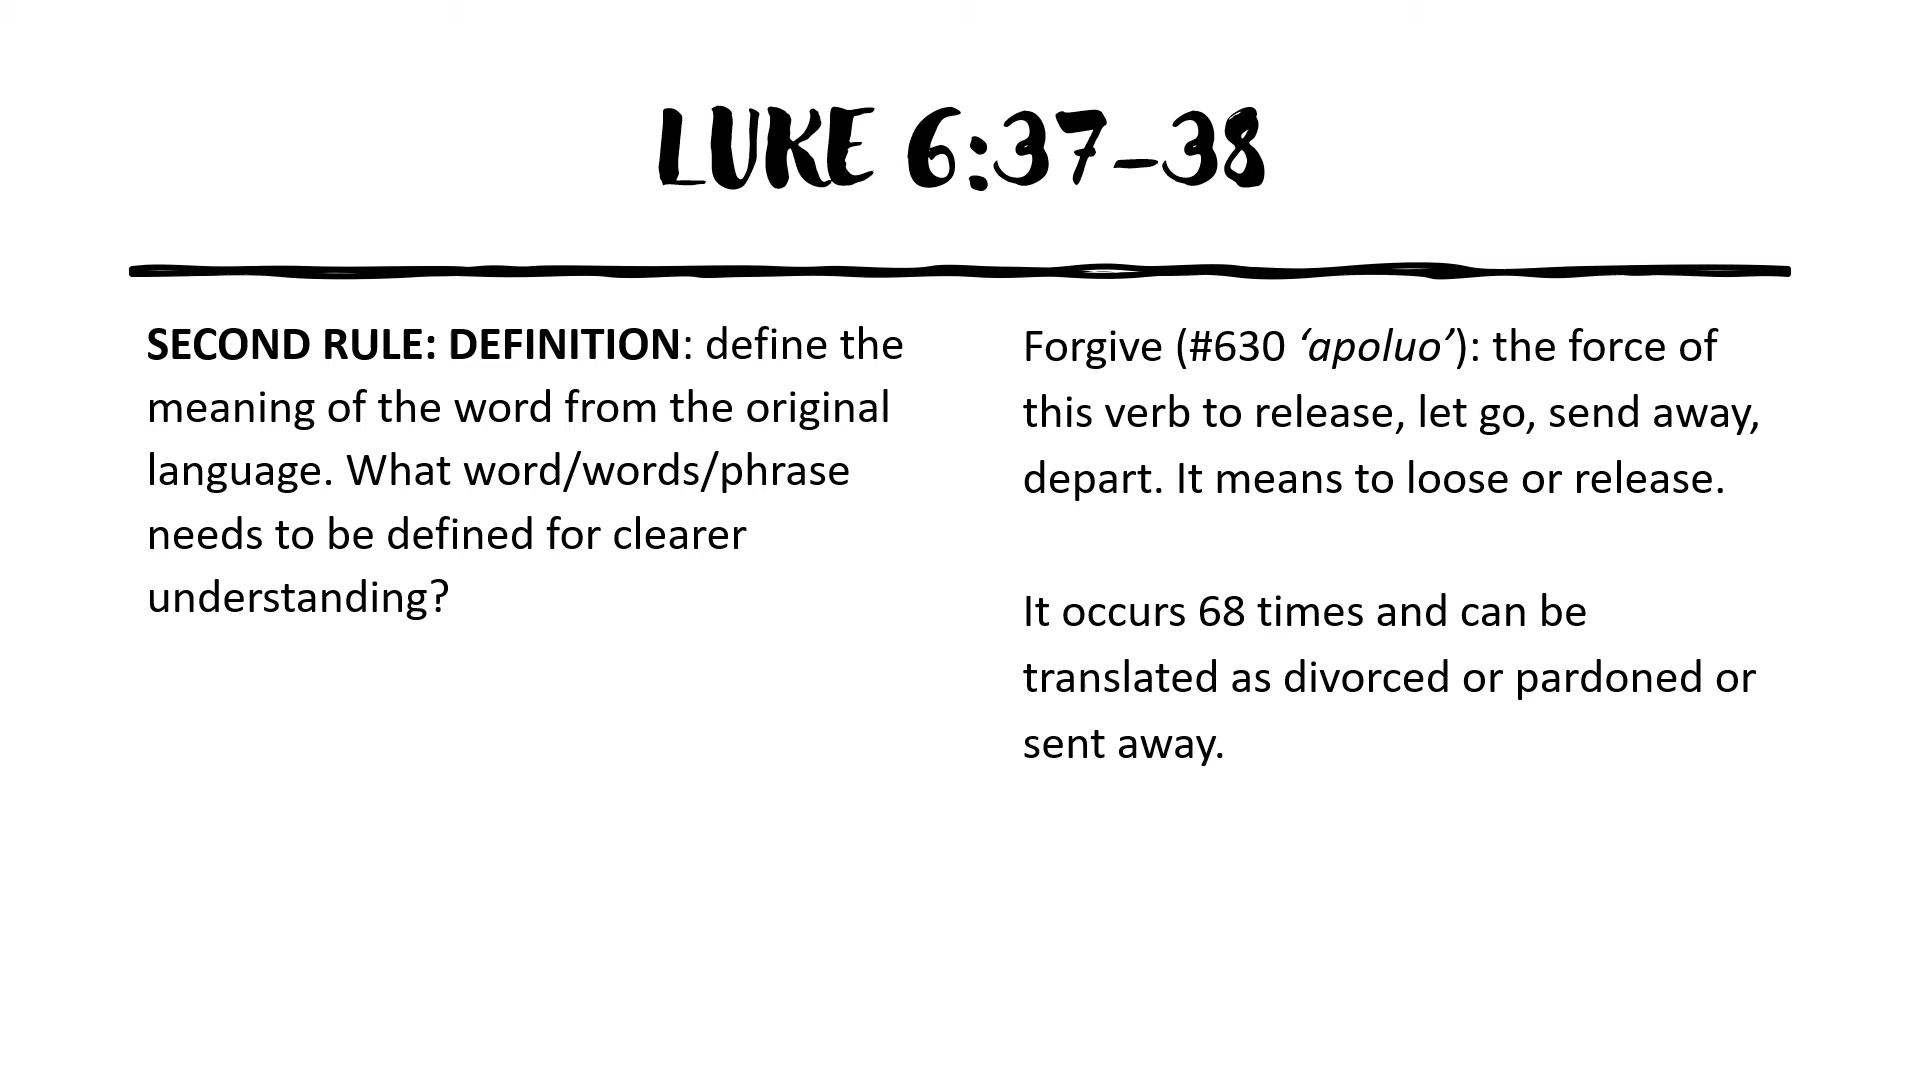 LUKE 6:37-38
SECOND RULE: DEFINITION: define the
meaning of the word from the original
language. What word/words/phrase
needs to be defined for clearer
understanding?
Forgive (#630 ‘apoluo’): the force of
this verb to release, let go, send away,
depart. It means to loose or release.
It occurs 68 times and can be
translated as divorced or pardoned or
sent away.